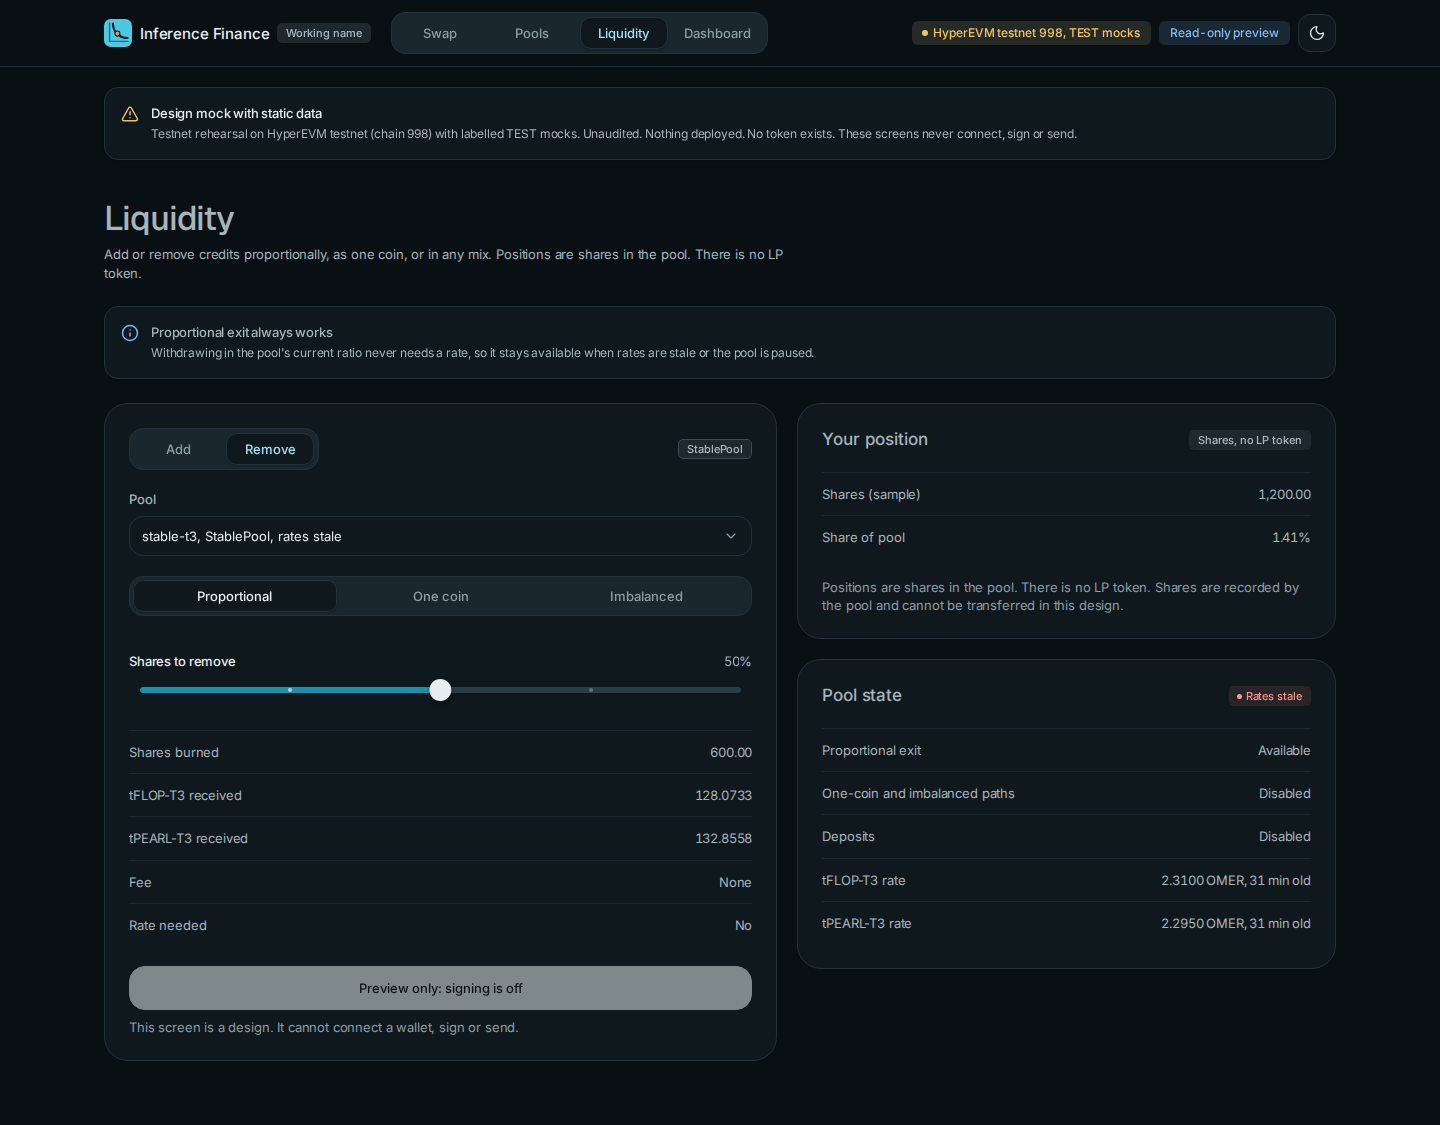 Inference Finance
Working name
Swap
Pools
Liquidity
Dashboard
HyperEVM testnet 998, TEST mocks
Read-only preview
Design mock with static data
Testnet rehearsal on HyperEVM testnet (chain 998) with labelled TEST mocks. Unaudited. Nothing deployed. No token exists. These screens never connect, sign or send.
Liquidity
Add or remove credits proportionally, as one coin, or in any mix. Positions are shares in the pool. There is no LP
token.
Proportional exit always works
Withdrawing in the pool's current ratio never needs a rate, so it stays available when rates are stale or the pool is paused.
Add
Remove
StablePool
Pool
stable-t3, StablePool, rates stale
Proportional
One coin
Imbalanced
Shares to remove
50%
Shares burned
600.00
tFLOP-T3 received
128.0733
tPEARL-T3 received
132.8558
Fee
None
Rate needed
No
Preview only: signing is off
This screen is a design. It cannot connect a wallet, sign or send.
Your position
Shares, no LP token
Shares (sample)
1,200.00
Share of pool
1.41%
Positions are shares in the pool. There is no LP token. Shares are recorded by
the pool and cannot be transferred in this design.
Pool state
Rates stale
Proportional exit
Available
One-coin and imbalanced paths
Disabled
Deposits
Disabled
tFLOP-T3 rate
2.3100 OMER, 31 min old
tPEARL-T3 rate
2.2950 OMER, 31 min old